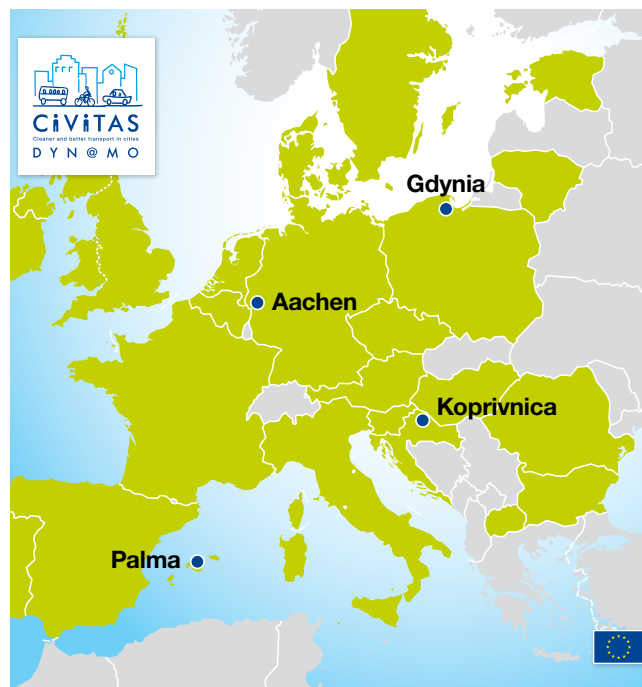 CiViTAS
Cleaner and better transport in cities
DYN@MO
Gdynia
Aachen
Koprivnica
Palma